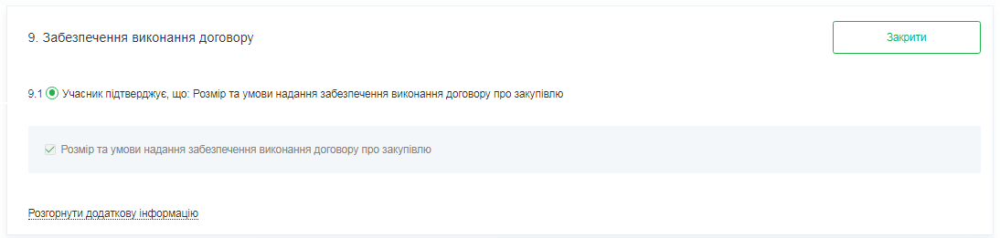 9. Забезпечення виконання договору
Закрити
9.1 Учасник підтверджує, що: Розмір та умови надання забезпечення виконання договору про закупівлю
Розмір та умови надання забезпечення виконання договору про закупівлю
Розгорнути додаткову інформацію